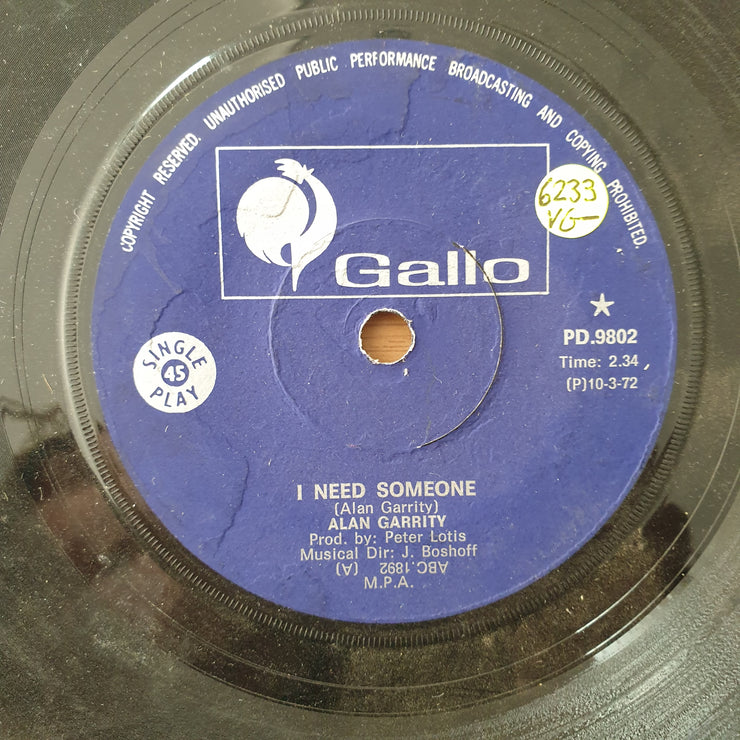 COPYRIGHT RESERVED. UNAUTHORISED PUBLIC PERFORMANCE BROADCASTING AND COPYING PROHIBITED.
Gallo
6233
VG-
PD.9802
Time: 2.34
(P)10-3-72
SINGLE
45
PLAY
I NEED SOMEONE
(Alan Garrity)
ALAN GARRITY
Prod. by: Peter Lotis
Musical Dir: J. Boshoff
ABC.1892 (A)
M.P.A.